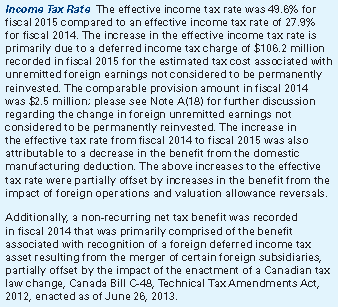 Income Tax Rate The effective income tax rate was 49.6% for
fiscal 2015 compared to an effective income tax rate of 27.9%
for fiscal 2014. The increase in the effective income tax rate is
primarily due to a deferred income tax charge of $106.2 million
recorded in fiscal 2015 for the estimated tax cost associated with
unremitted foreign earnings not considered to be permanently
reinvested. The comparable provision amount in fiscal 2014
was $2.5 million; please see Note A(18) for further discussion
regarding the change in foreign unremitted earnings not
considered to be permanently reinvested. The increase in
the effective tax rate from fiscal 2014 to fiscal 2015 was also
attributable to a decrease in the benefit from the domestic
manufacturing deduction. The above increases to the effective
tax rate were partially offset by increases in the benefit from the
impact of foreign operations and valuation allowance reversals.
Additionally, a non-recurring net tax benefit was recorded
in fiscal 2014 that was primarily comprised of the benefit
associated with recognition of a foreign deferred income tax
asset resulting from the merger of certain foreign subsidiaries,
partially offset by the impact of the enactment of a Canadian tax
law change, Canada Bill C-48, Technical Tax Amendments Act,
2012, enacted as of June 26, 2013.